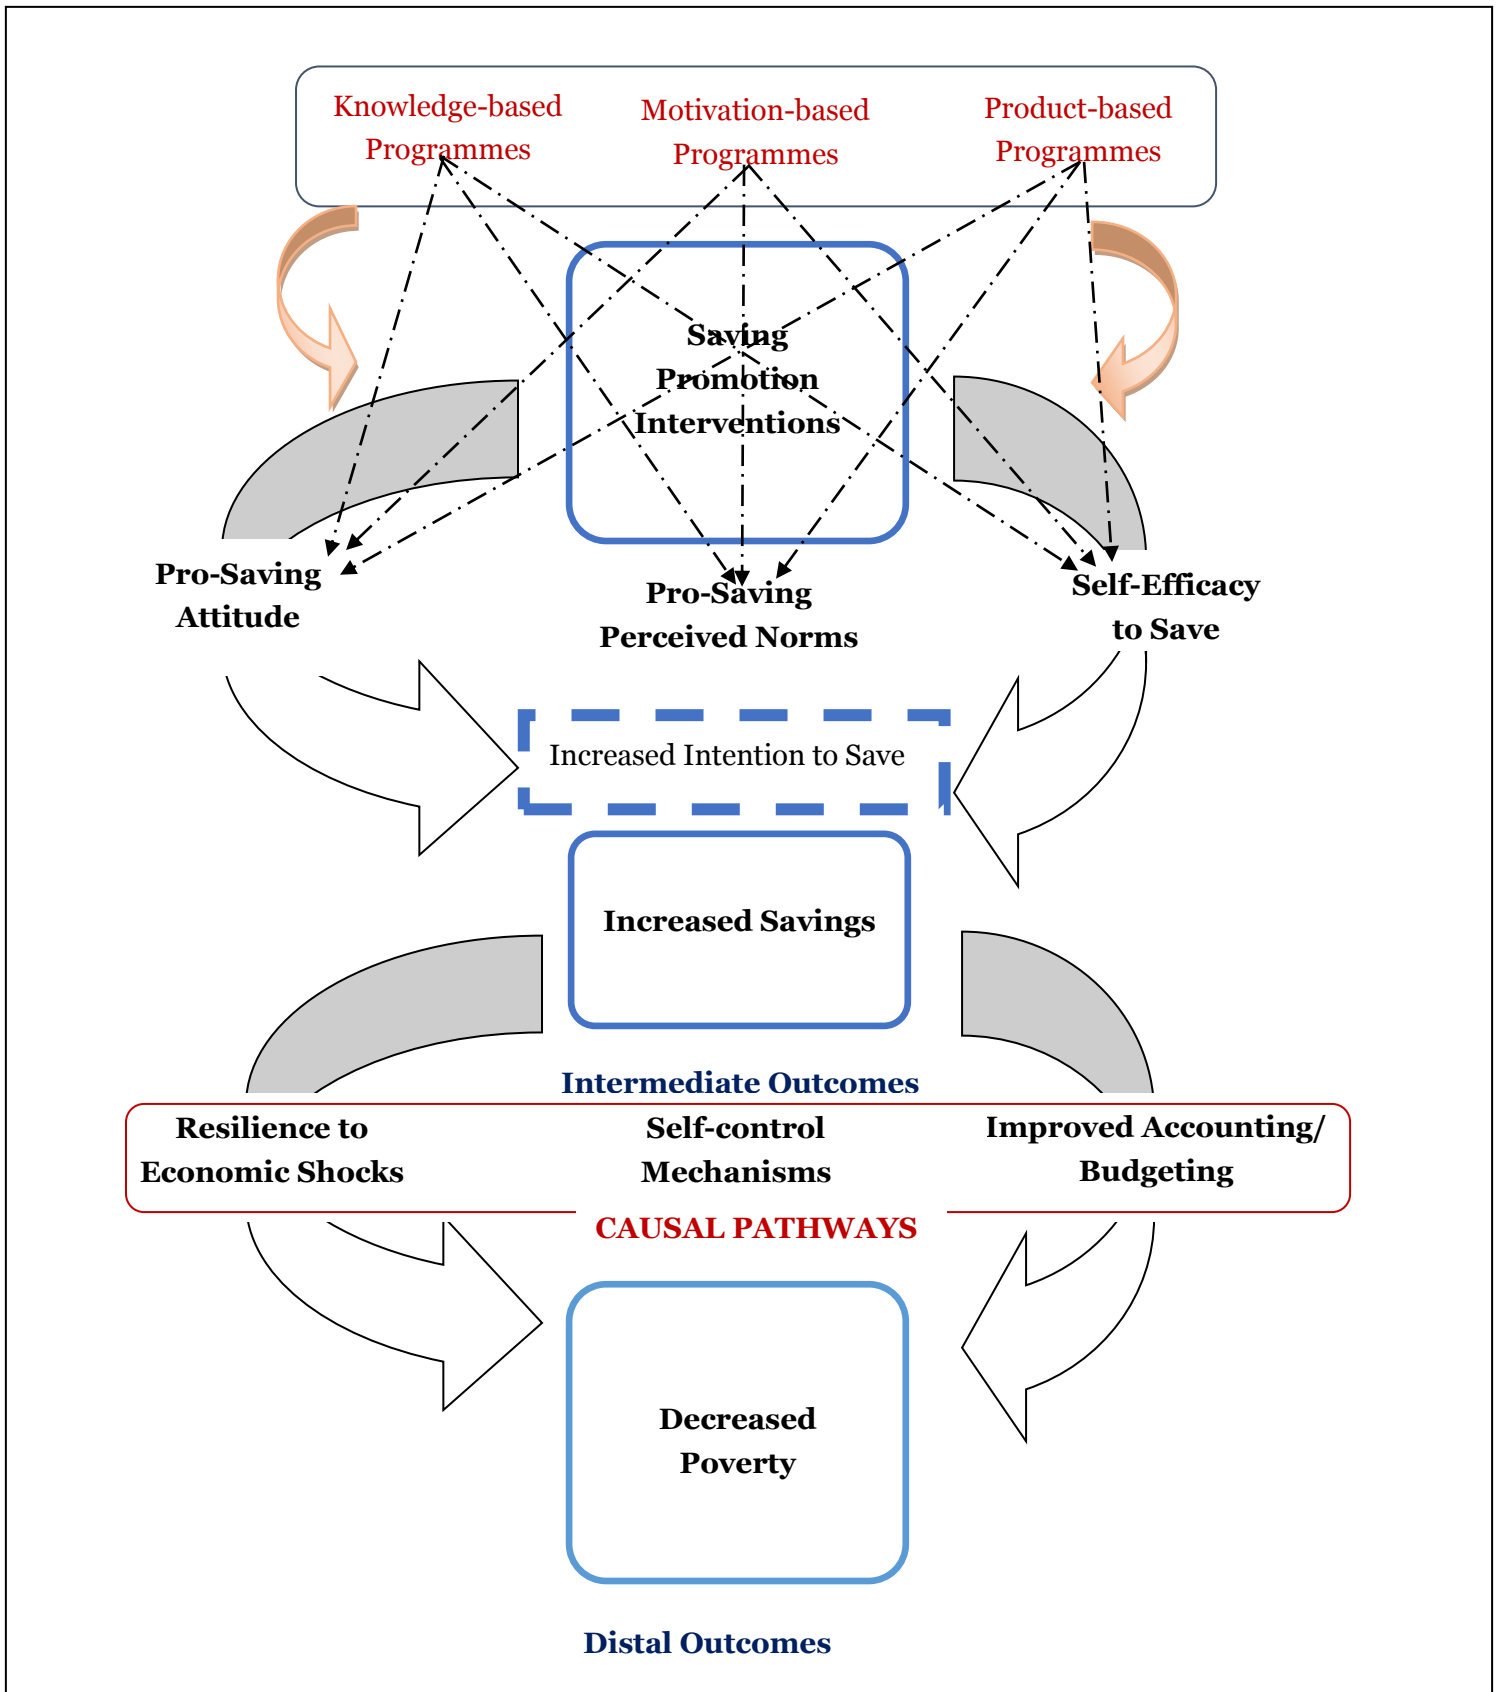 Knowledge-based
Programmes
Motivation-based
Programmes
Product-based
Programmes
Saving
Promotion
Interventions
Pro-Saving
Attitude
Pro-Saving
Perceived Norms
Self-Efficacy
to Save
Increased Intention to Save
Increased Savings
Intermediate Outcomes
Resilience to
Economic Shocks
Self-control
Mechanisms
Improved Accounting/
Budgeting
CAUSAL PATHWAYS
Decreased
Poverty
Distal Outcomes